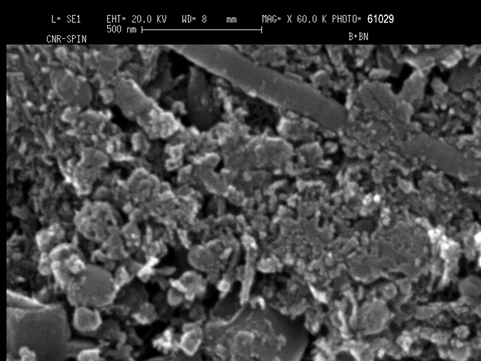 L= SE1 EHT= 20.0 KV WD= 8 mm MAG= X 60.0 K PHOTO= 61029
500 nm B+BN
CNR-SPIN